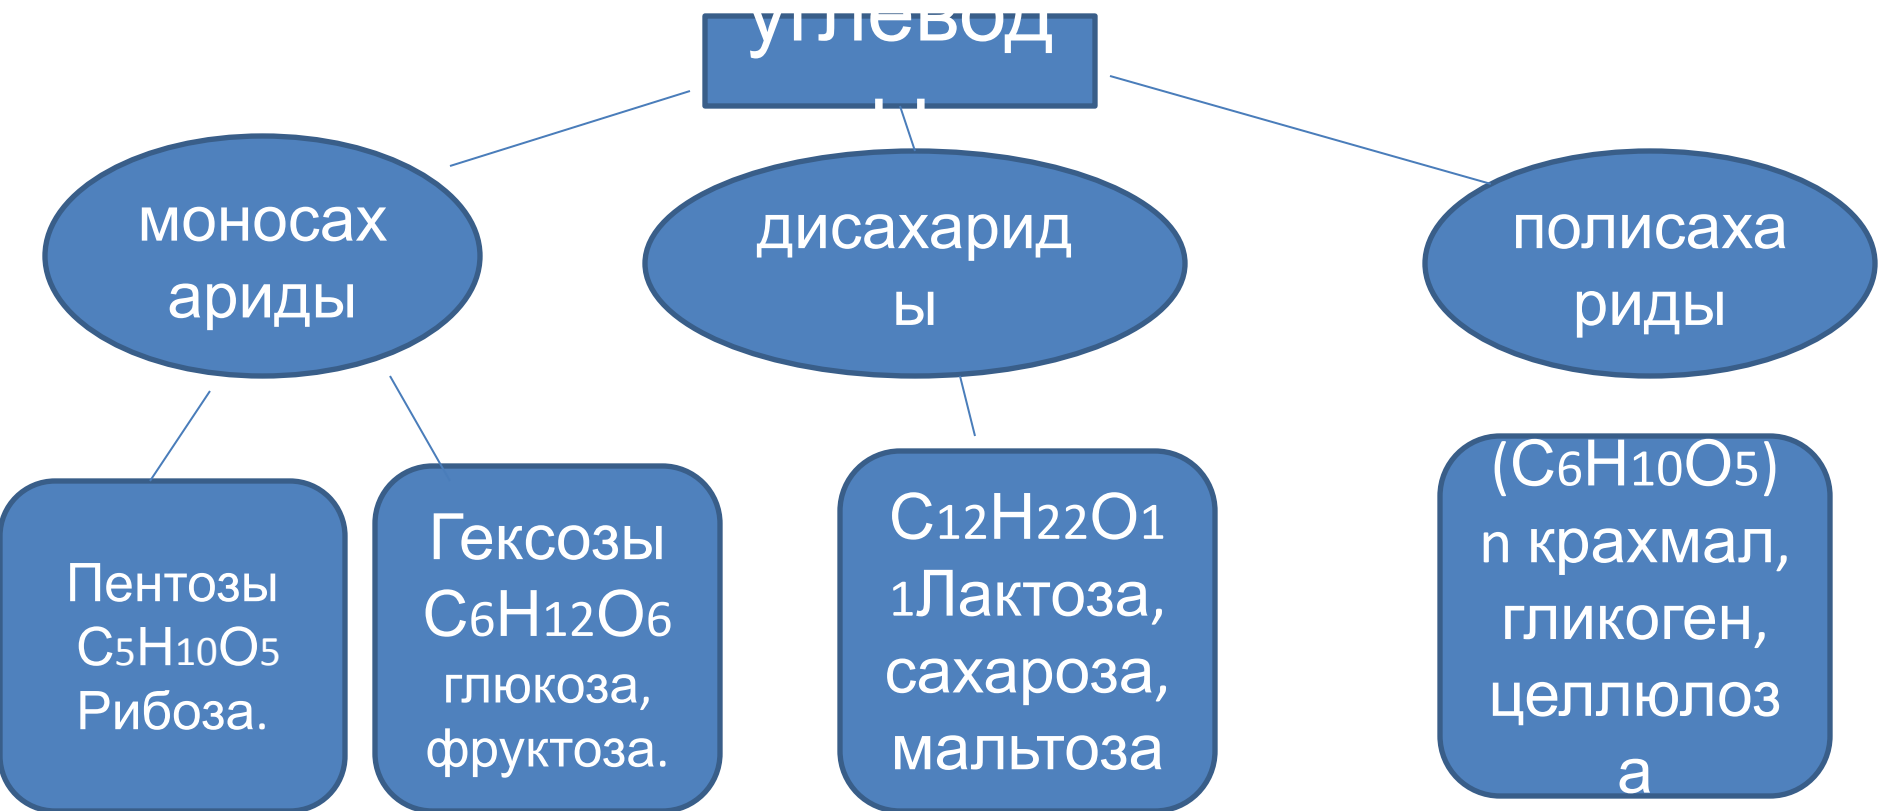 углевод
ы
моносах
ариды
дисахарид
ы
полисаха
риды
Пентозы
C5H10O5
Рибоза.
Гексозы
C6H12O6
глюкоза,
фруктоза.
C12H22O1
1Лактоза,
сахароза,
мальтоза
(C6H10O5)
n крахмал,
гликоген,
целлюлоз
а